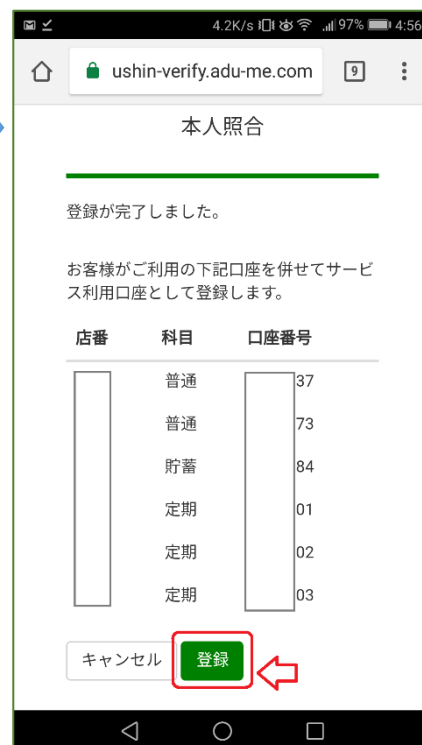 4.2K/s 97% 4:56
ushin-verify.adu-me.com 9
本人照合
登録が完了しました。
お客様がご利用の下記口座を併せてサービ
ス利用口座として登録します。
店番 科目 口座番号
普通 37
普通 73
貯蓄 84
定期 01
定期 02
定期 03
キャンセル 登録